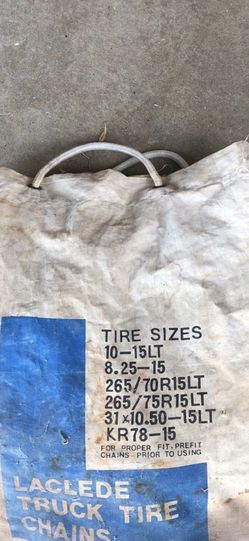 TIRE SIZES
10-15LT
8.25-15
265/70R15LT
265/75R15LT
31x10.50-15LT
KR78-15
FOR PROPER FIT, PREFIT
CHAINS PRIOR TO USING
LACLEDE
TRUCK TIRE
CHAINS